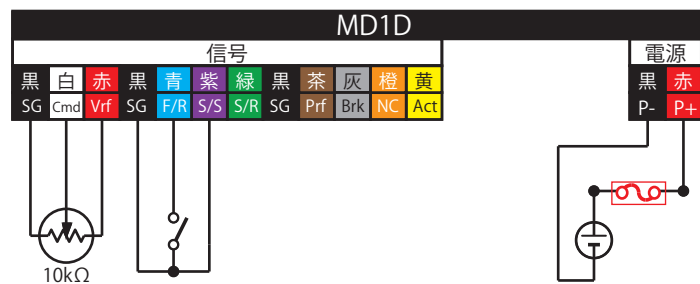 MD1D
信号 電源
黒 白 赤 黒 青 紫 緑 黒 茶 灰 橙 黄 黒 赤
SG Cmd Vrf SG F/R S/S S/R SG Prf Brk NC Act P- P+
10kΩ